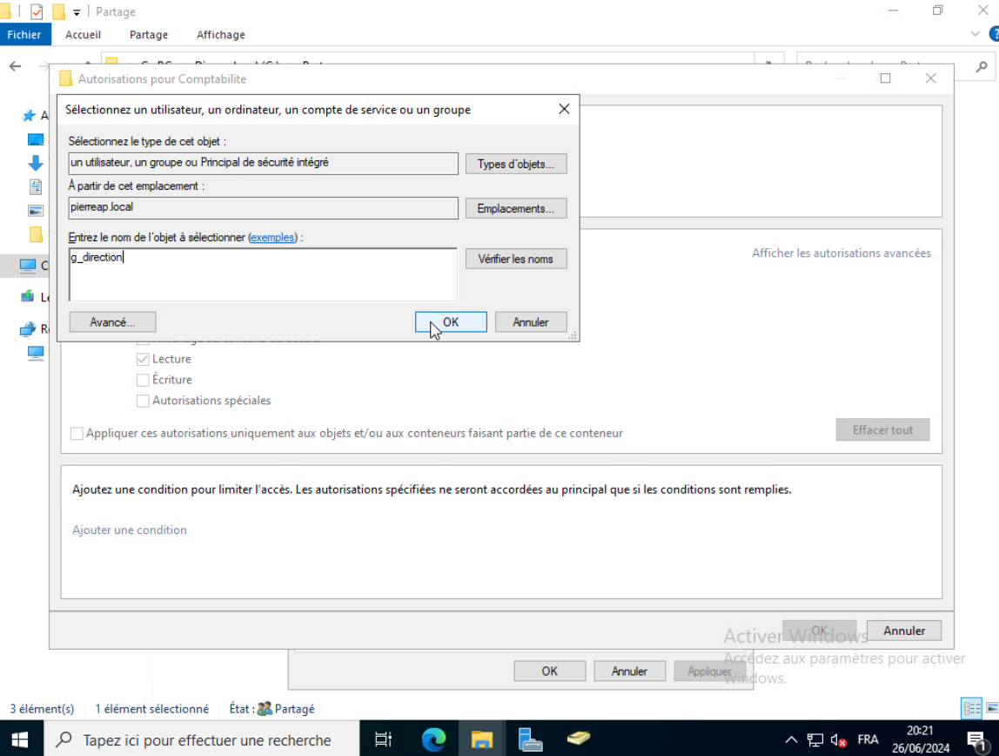 Partage
Fichier
Accueil
Partage
Affichage
Autorisations pour Comptabilite
Sélectionnez un utilisateur, un ordinateur, un compte de service ou un groupe
Sélectionnez le type de cet objet :
un utilisateur, un groupe ou Principal de sécurité intégré
Types d'objets...
À partir de cet emplacement :
pierreap.local
Emplacements...
Entrez le nom de l'objet à sélectionner (exemples) :
g_direction
Vérifier les noms
Avancé...
OK
Annuler
Afficher les autorisations avancées
Lecture
Écriture
Autorisations spéciales
Appliquer ces autorisations uniquement aux objets et/ou aux conteneurs faisant partie de ce conteneur
Effacer tout
Ajoutez une condition pour limiter l'accès. Les autorisations spécifiées ne seront accordées au principal que si les conditions sont remplies.
Ajouter une condition
OK
Annuler
Activer Windows
Accédez aux paramètres pour activer
Windows.
OK
Annuler
Appliquer
3 élément(s)
1 élément sélectionné
État :
Partagé
Tapez ici pour effectuer une recherche
FRA
20:21
26/06/2024
1